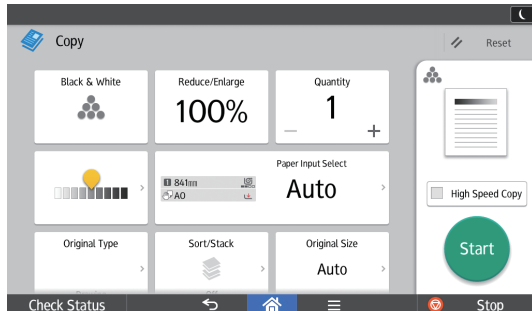 Copy
Reset
Black & White
Reduce/Enlarge
100%
Quantity
1
Paper Input Select
1 841mm
A0
Auto
High Speed Copy
Original Type
Sort/Stack
Original Size
Auto
Start
Check Status
Stop